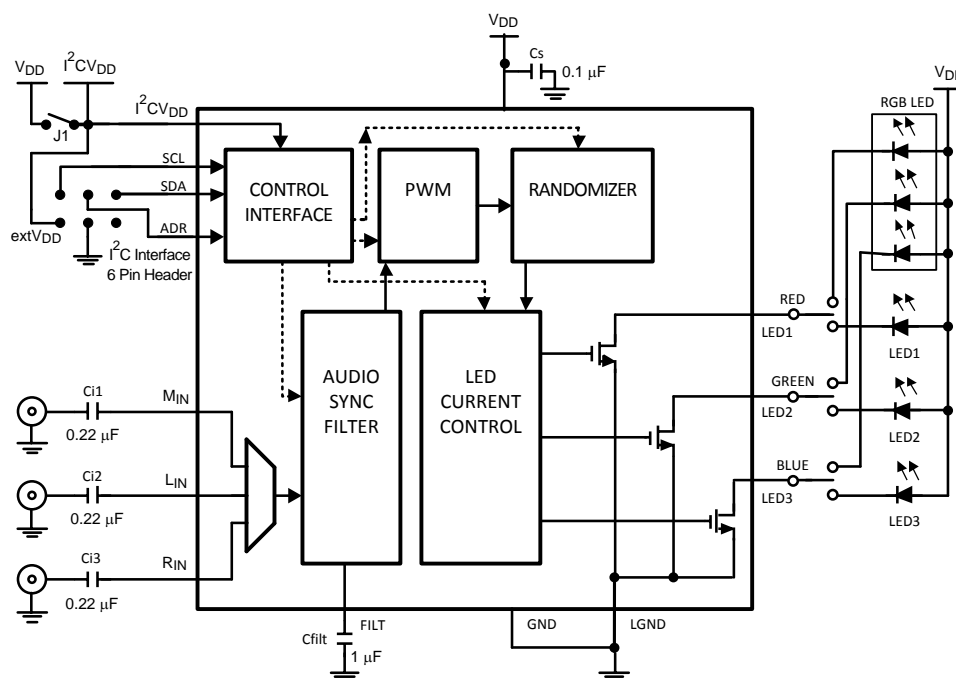 VDD
Cs
0.1 μF
VDD
I2CVDD
I2CVDD
J1
VDD
RGB LED
SCL
SDA
ADR
extVDD
I2C Interface
6 Pin Header
CONTROL
INTERFACE
PWM
RANDOMIZER
AUDIO
SYNC
FILTER
LED
CURRENT
CONTROL
RED
LED1
LED1
GREEN
LED2
LED2
BLUE
LED3
LED3
Ci1
MIN
0.22 μF
Ci2
LIN
0.22 μF
Ci3
RIN
0.22 μF
Cfilt
FILT
1 μF
GND
LGND